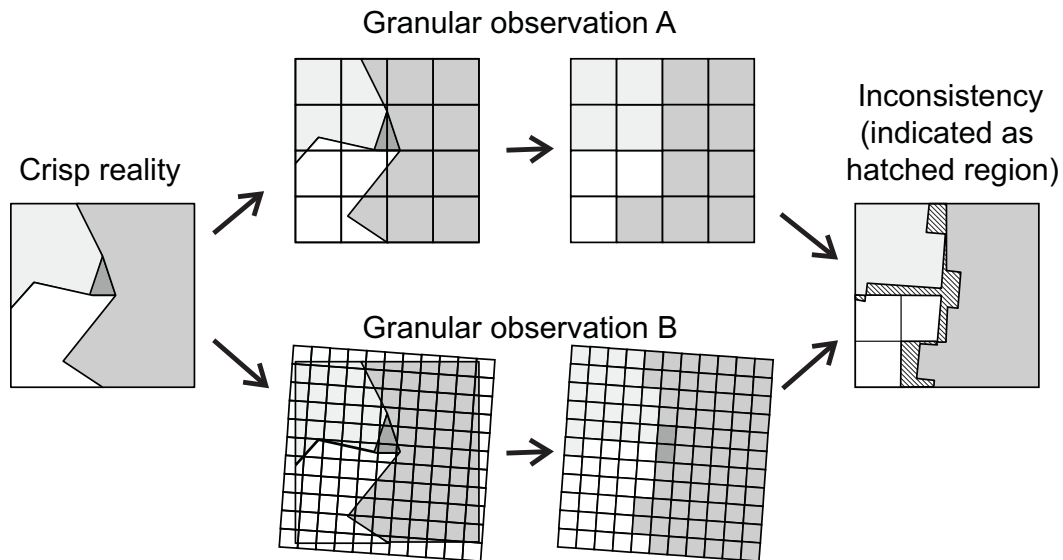 Granular observation A
Inconsistency
(indicated as
hatched region)
Crisp reality
Granular observation B